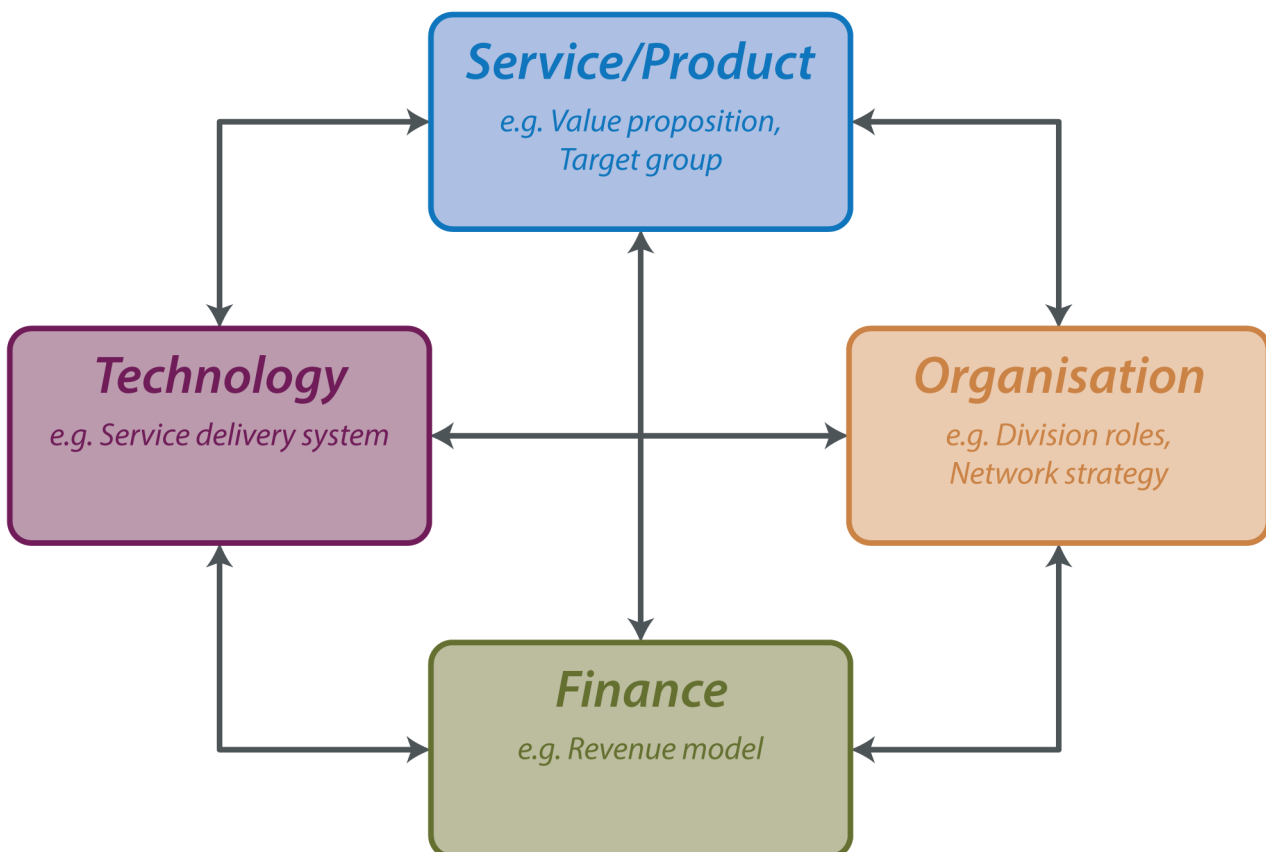 Service/Product
e.g. Value proposition,
Target group
Technology
e.g. Service delivery system
Organisation
e.g. Division roles,
Network strategy
Finance
e.g. Revenue model